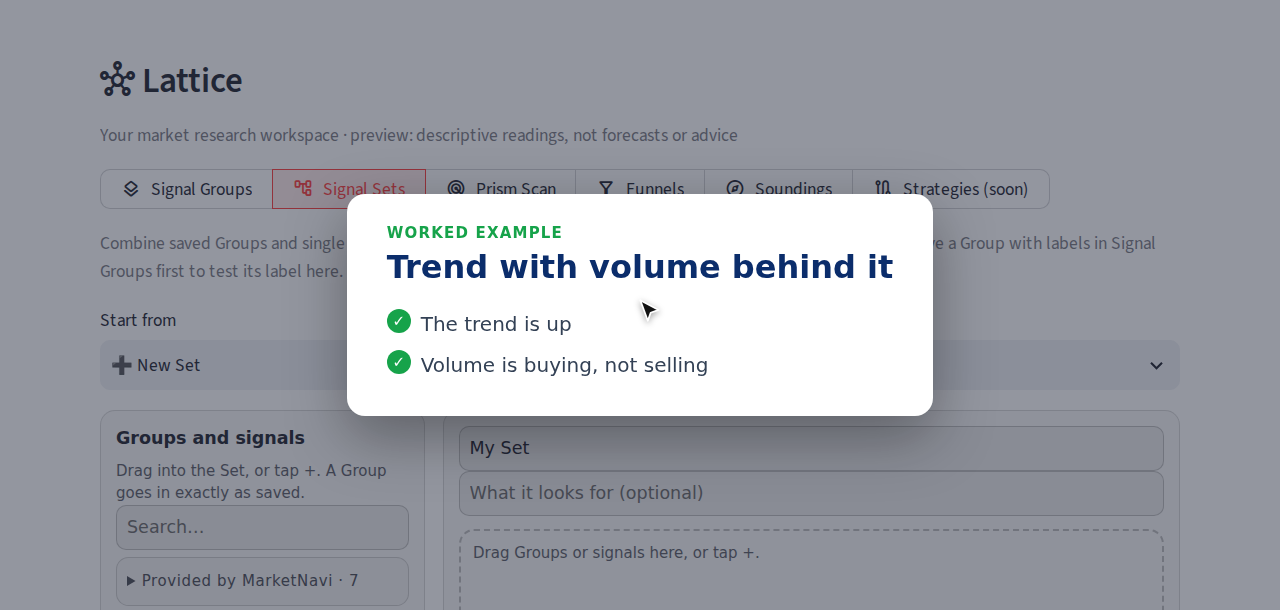 Lattice
Your market research workspace · preview: descriptive readings, not forecasts or advice
Signal Groups
Signal Sets
Prism Scan
Funnels
Soundings
Strategies (soon)
Combine saved Groups and single
e a Group with labels in Signal
Groups first to test its label here.
WORKED EXAMPLE
Trend with volume behind it
✓ The trend is up
✓ Volume is buying, not selling
Start from
➕ New Set
Groups and signals
Drag into the Set, or tap +. A Group
goes in exactly as saved.
Search...
Provided by MarketNavi · 7
My Set
What it looks for (optional)
Drag Groups or signals here, or tap +.